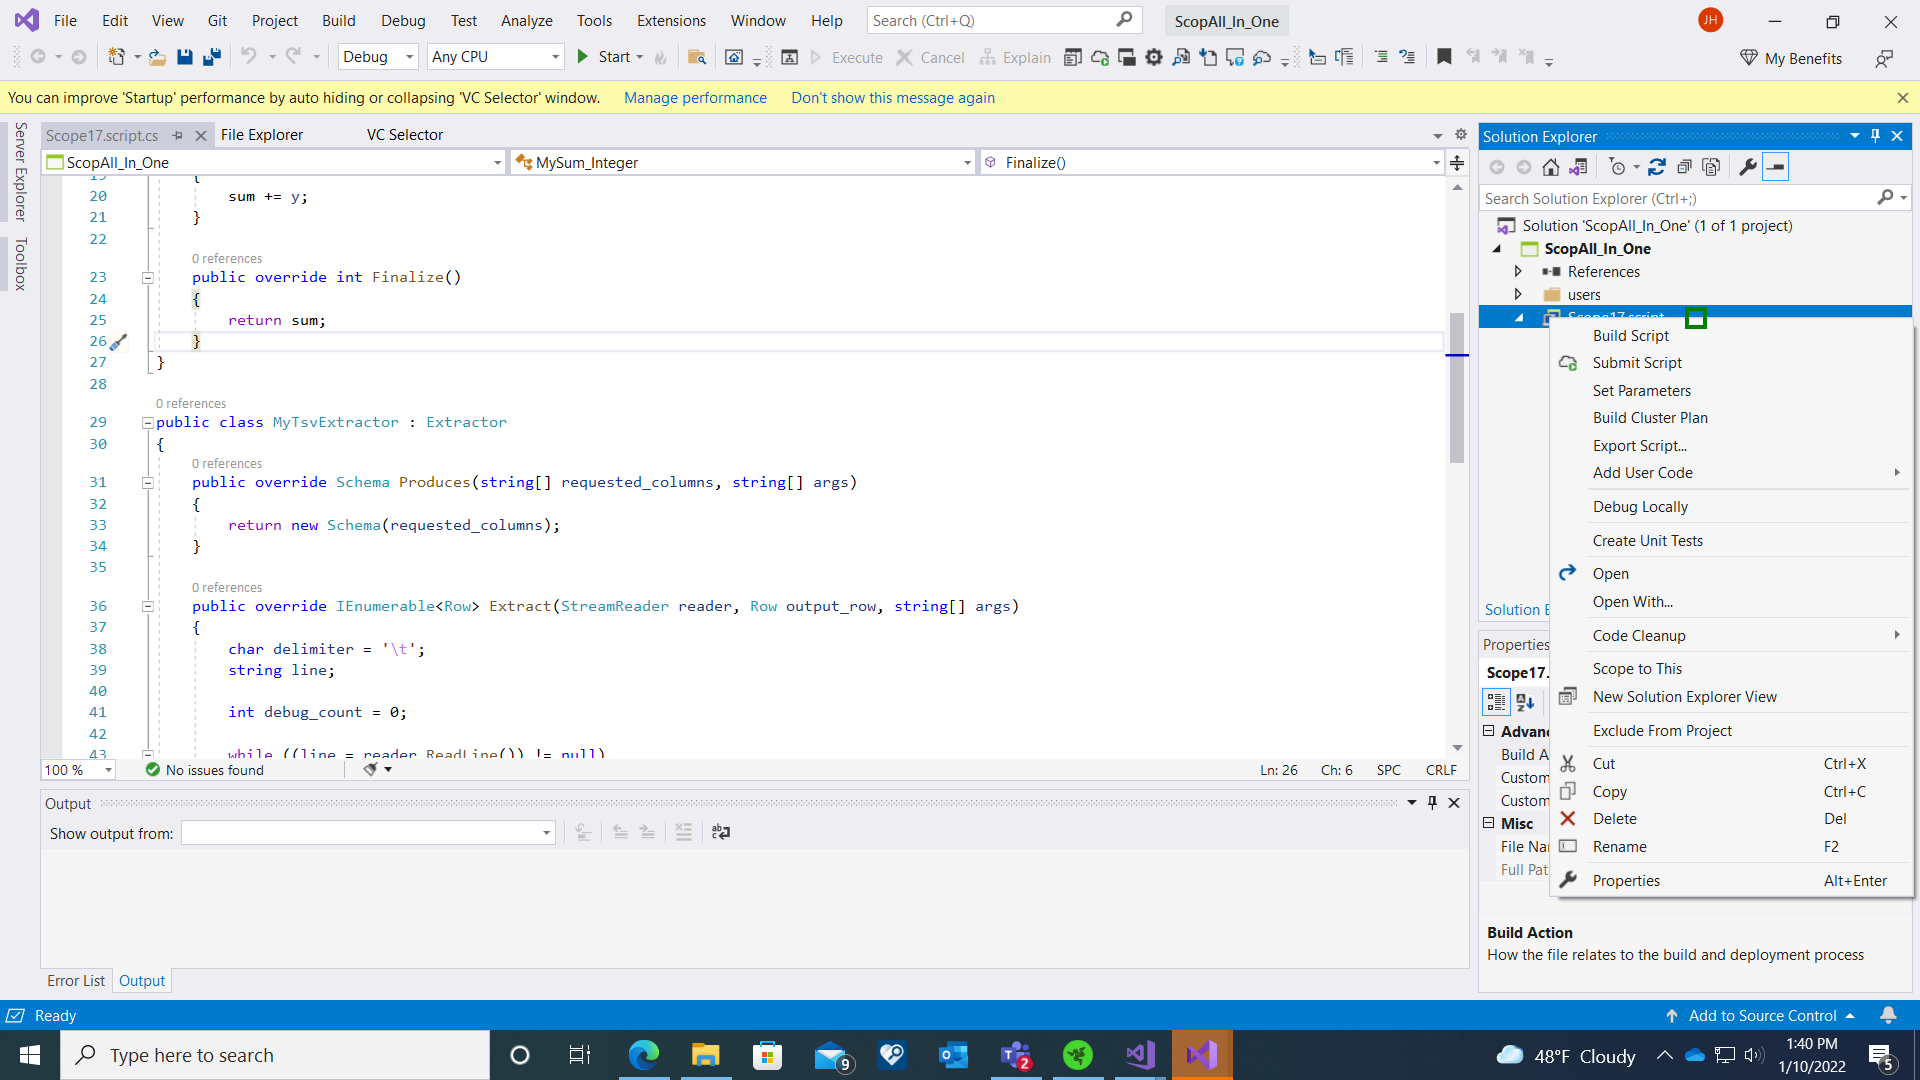 File Edit View Git Project Build Debug Test Analyze Tools Extensions Window Help Search (Ctrl+Q) ScopAll_In_One JH
Debug Any CPU Start Execute Cancel Explain My Benefits
You can improve 'Startup' performance by auto hiding or collapsing 'VC Selector' window. Manage performance Don't show this message again
Server Explorer
Toolbox
Scope17.script.cs File Explorer VC Selector
ScopAll_In_One MySum_Integer Finalize()
19 {
20 sum += y;
21 }
22
0 references
23 public override int Finalize()
24 {
25 return sum;
26 }
27 }
28
0 references
29 public class MyTsvExtractor : Extractor
30 {
0 references
31 public override Schema Produces(string[] requested_columns, string[] args)
32 {
33 return new Schema(requested_columns);
34 }
35
0 references
36 public override IEnumerable<Row> Extract(StreamReader reader, Row output_row, string[] args)
37 {
38 char delimiter = '\t';
39 string line;
40
41 int debug_count = 0;
42
43 while ((line = reader.ReadLine()) != null)
100 % No issues found Ln: 26 Ch: 6 SPC CRLF
Output
Show output from:
Error List Output
Solution Explorer
Search Solution Explorer (Ctrl+;)
Solution 'ScopAll_In_One' (1 of 1 project)
ScopAll_In_One
References
users
Scope17.script
Build Script
Submit Script
Set Parameters
Build Cluster Plan
Export Script...
Add User Code
Debug Locally
Create Unit Tests
Open
Open With...
Code Cleanup
Scope to This
New Solution Explorer View
Exclude From Project
Cut Ctrl+X
Copy Ctrl+C
Delete Del
Rename F2
Properties Alt+Enter
Solution E
Properties
Scope17.
Advan
Build A
Custom
Custom
Misc
File Na
Full Pat
Build Action
How the file relates to the build and deployment process
Ready Add to Source Control
Type here to search 9 2 48°F Cloudy 1:40 PM
1/10/2022 5